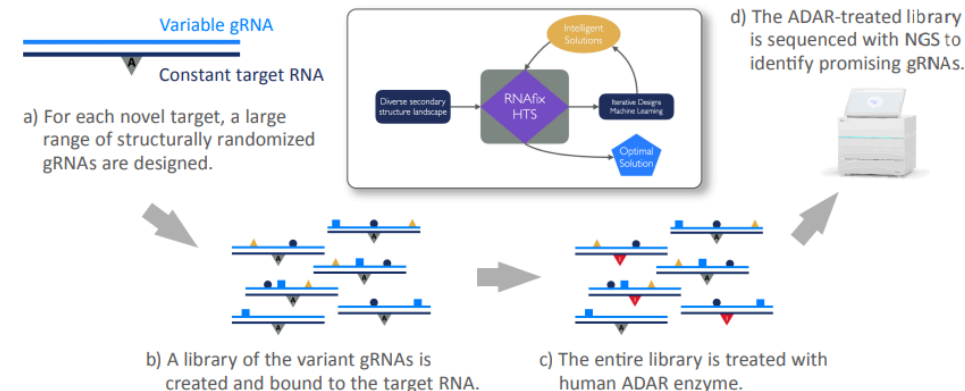 Variable gRNA
A
Constant target RNA
a) For each novel target, a large
range of structurally randomized
gRNAs are designed.
Intelligent
Solutions
Diverse secondary
structure landscape
RNAfix
HTS
Iterative Designs
Machine Learning
Optimal
Solution
d) The ADAR-treated library
is sequenced with NGS to
identify promising gRNAs.
A
A
A
A
A
A
b) A library of the variant gRNAs is
created and bound to the target RNA.
A
I
A
I
A
I
c) The entire library is treated with
human ADAR enzyme.